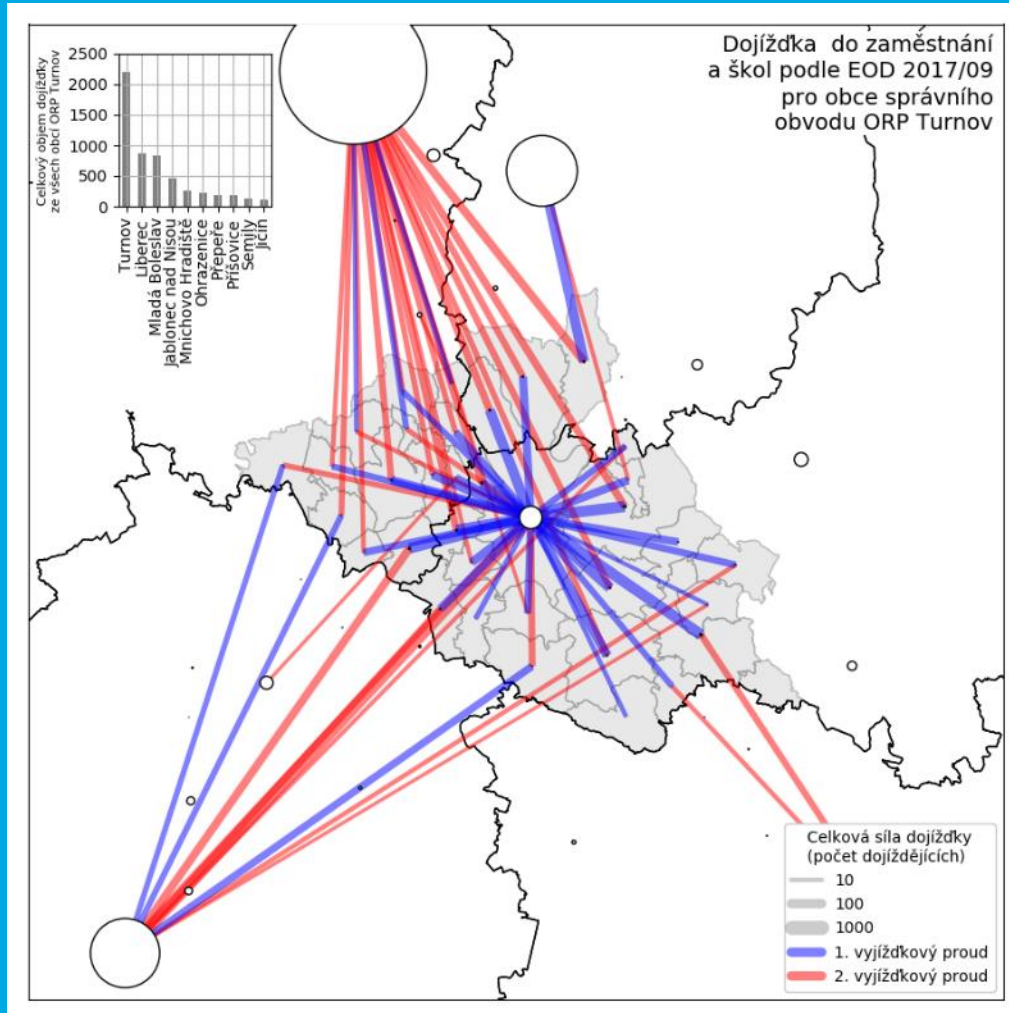 Dojížďka do zaměstnání
a škol podle EOD 2017/09
pro obce správního
obvodu ORP Turnov
Celkový objem dojížďky
ze všech obcí ORP Turnov
2500
2000
1500
1000
500
0
Turnov
Liberec
Mladá Boleslav
Jablonec nad Nisou
Mnichovo Hradiště
Ohrazenice
Přepeře
Příšovice
Semily
Jičín
Celková síla dojížďky
(počet dojíždějících)
10
100
1000
1. vyjížďkový proud
2. vyjížďkový proud